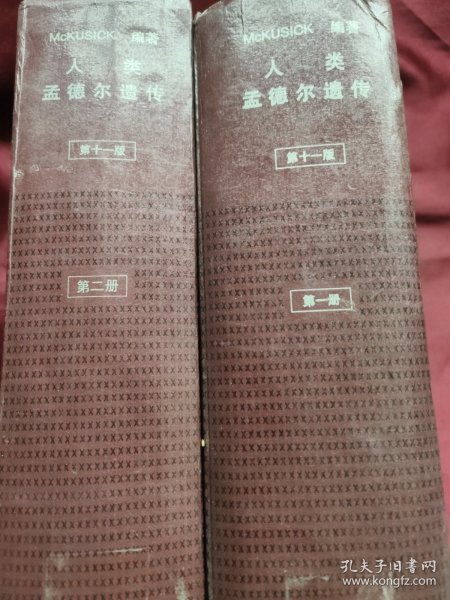 McKUSICK 编著
人类
孟德尔遗传
第十一版
第二册
McKUSICK 编著
人类
孟德尔遗传
第十一版
第一册
孔夫子旧书网
www.kongfz.com